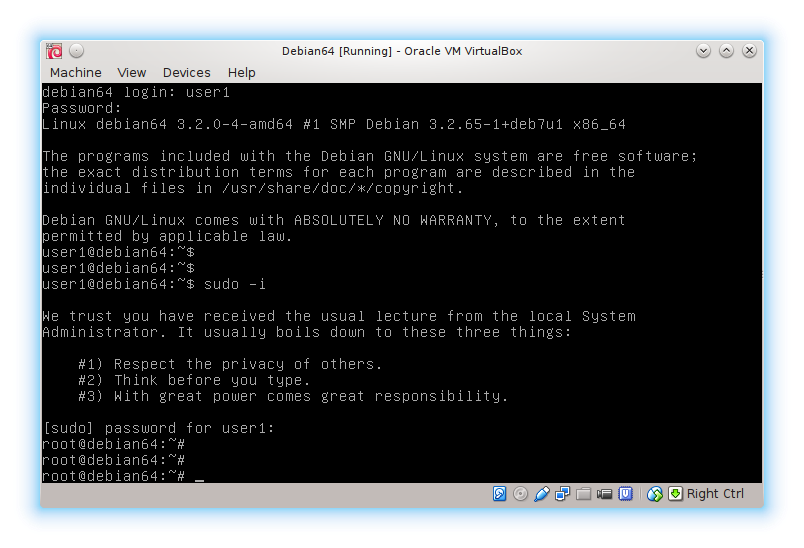 Debian64 [Running] - Oracle VM VirtualBox
Machine View Devices Help
debian64 login: user1
Password:
Linux debian64 3.2.0-4-amd64 #1 SMP Debian 3.2.65-1+deb7u1 x86_64
The programs included with the Debian GNU/Linux system are free software;
the exact distribution terms for each program are described in the
individual files in /usr/share/doc/*/copyright.
Debian GNU/Linux comes with ABSOLUTELY NO WARRANTY, to the extent
permitted by applicable law.
user1@debian64:~$
user1@debian64:~$
user1@debian64:~$ sudo -i
We trust you have received the usual lecture from the local System
Administrator. It usually boils down to these three things:
#1) Respect the privacy of others.
#2) Think before you type.
#3) With great power comes great responsibility.
[sudo] password for user1:
root@debian64:~#
root@debian64:~#
root@debian64:~# _
Right Ctrl